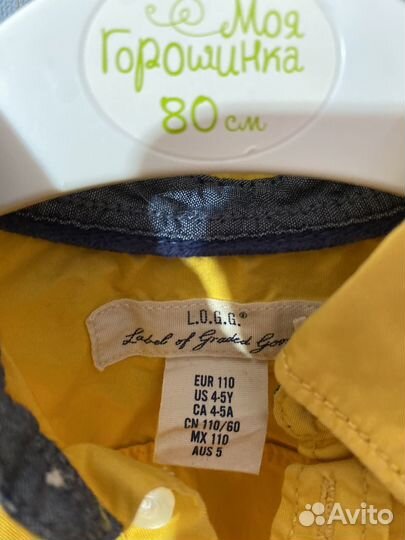 Моя
Горошинка
80 см
L.O.G.G.®
Label of Graded Goo
EUR 110
US 4-5Y
CA 4-5A
CN 110/60
MX 110
AUS 5
Avito